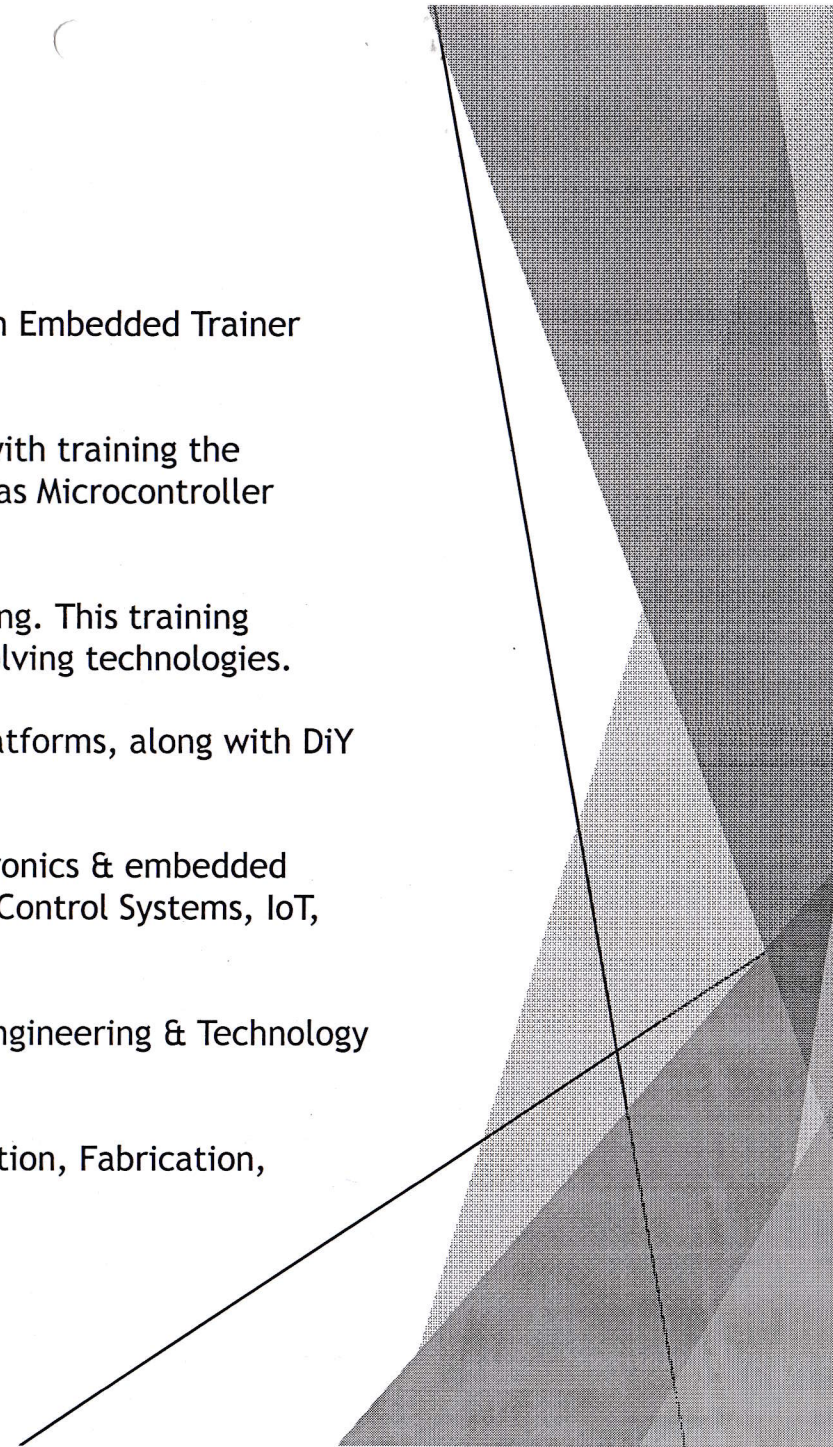 n Embedded Trainer
ith training the
as Microcontroller
ng. This training
lving technologies.
atforms, along with DiY
ronics & embedded
Control Systems, IoT,
ngineering & Technology
tion, Fabrication,